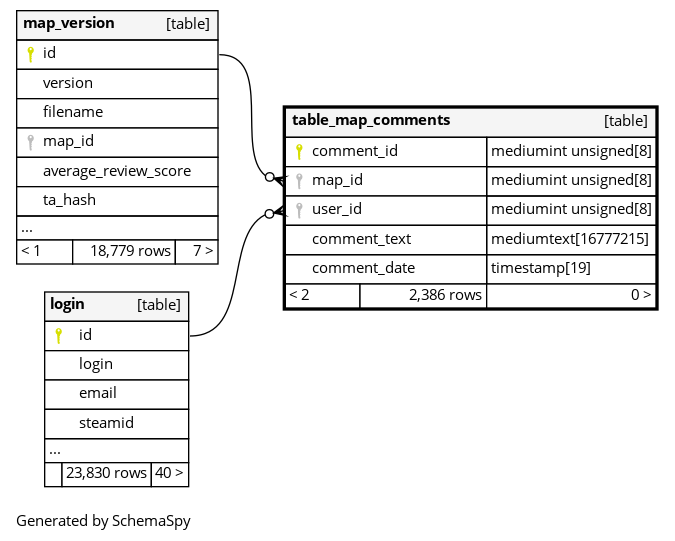 map_version [table]
id
version
filename
map_id
average_review_score
ta_hash
...
< 1 18,779 rows 7 >
table_map_comments [table]
comment_id mediumint unsigned[8]
map_id mediumint unsigned[8]
user_id mediumint unsigned[8]
comment_text mediumtext[16777215]
comment_date timestamp[19]
< 2 2,386 rows 0 >
login [table]
id
login
email
steamid
...
23,830 rows 40 >
Generated by SchemaSpy